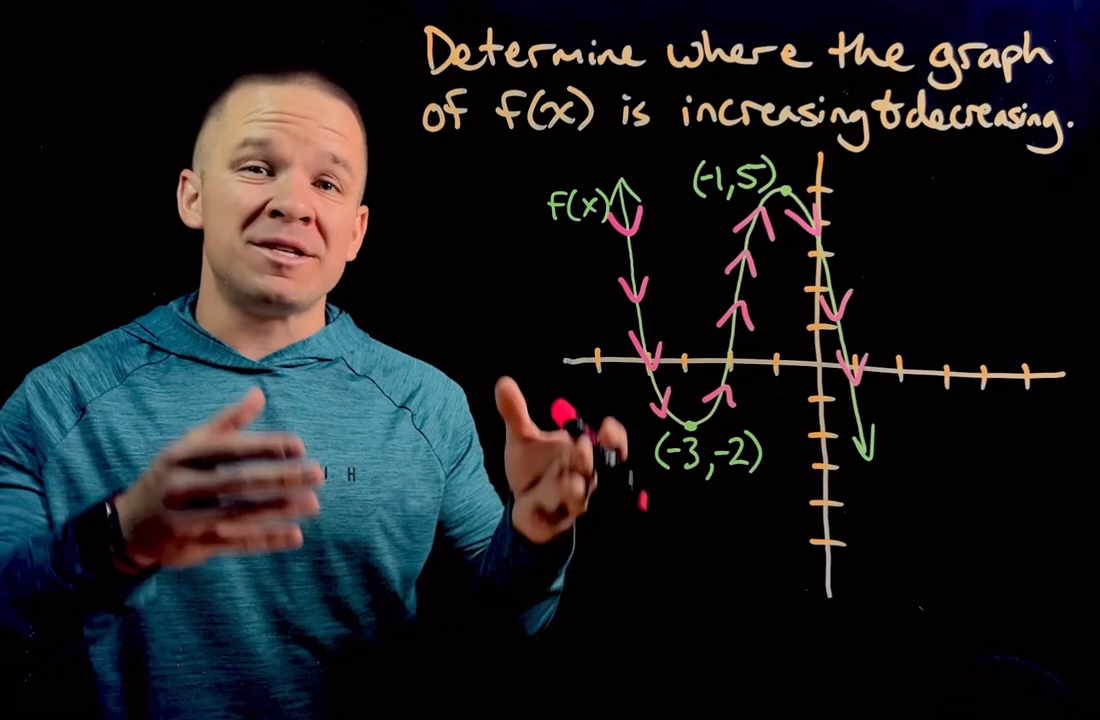 Determine where the graph
of f(x) is increasing & decreasing.
(-1,5)
f(x)
(-3,-2)